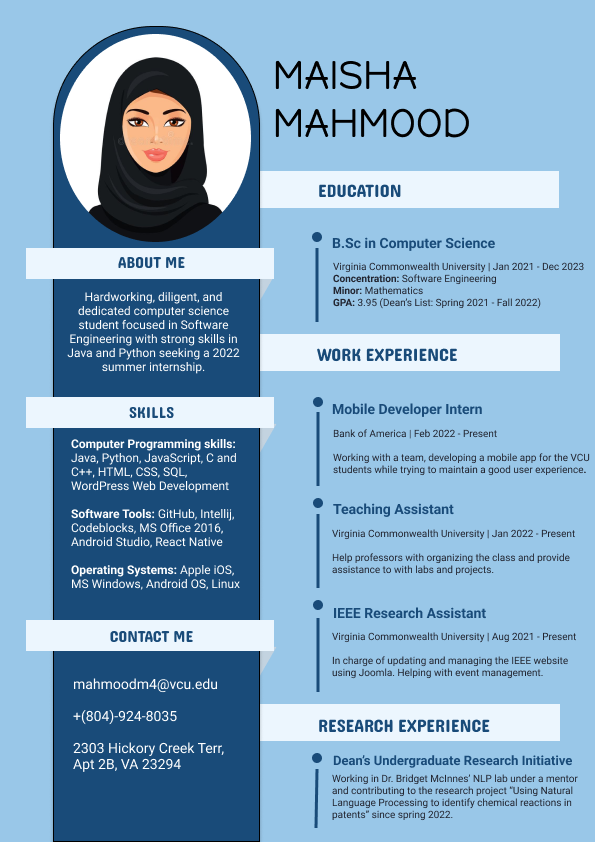 MAISHA
MAHMOOD
ABOUT ME
Hardworking, diligent, and
dedicated computer science
student focused in Software
Engineering with strong skills in
Java and Python seeking a 2022
summer internship.
SKILLS
Computer Programming skills:
Java, Python, JavaScript, C and
C++, HTML, CSS, SQL,
WordPress Web Development
Software Tools: GitHub, Intellij,
Codeblocks, MS Office 2016,
Android Studio, React Native
Operating Systems: Apple iOS,
MS Windows, Android OS, Linux
CONTACT ME
mahmoodm4@vcu.edu
+(804)-924-8035
2303 Hickory Creek Terr,
Apt 2B, VA 23294
EDUCATION
B.Sc in Computer Science
Virginia Commonwealth University | Jan 2021 - Dec 2023
Concentration: Software Engineering
Minor: Mathematics
GPA: 3.95 (Dean's List: Spring 2021 - Fall 2022)
WORK EXPERIENCE
Mobile Developer Intern
Bank of America | Feb 2022 - Present
Working with a team, developing a mobile app for the VCU
students while trying to maintain a good user experience.
Teaching Assistant
Virginia Commonwealth University | Jan 2022 - Present
Help professors with organizing the class and provide
assistance to with labs and projects.
IEEE Research Assistant
Virginia Commonwealth University | Aug 2021 - Present
In charge of updating and managing the IEEE website
using Joomla. Helping with event management.
RESEARCH EXPERIENCE
Dean's Undergraduate Research Initiative
Working in Dr. Bridget McInnes' NLP lab under a mentor
and contributing to the research project "Using Natural
Language Processing to identify chemical reactions in
patents" since spring 2022.